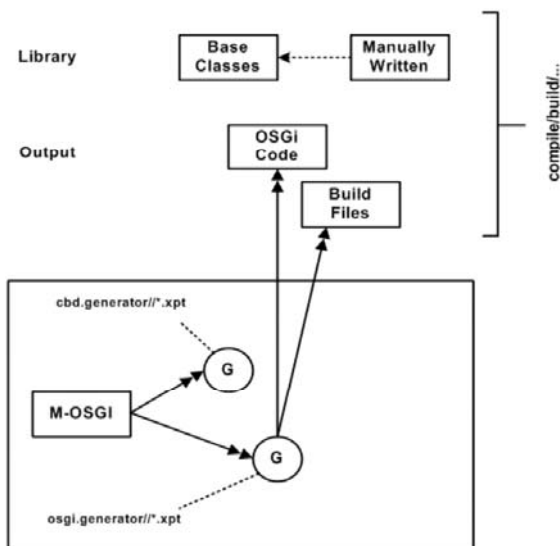 Library
Base
Classes
Manually
Written
Output
OSGi
Code
Build
Files
compile/build/...
cbd.generator//*.xpt
G
M-OSGI
G
osgi.generator//*.xpt